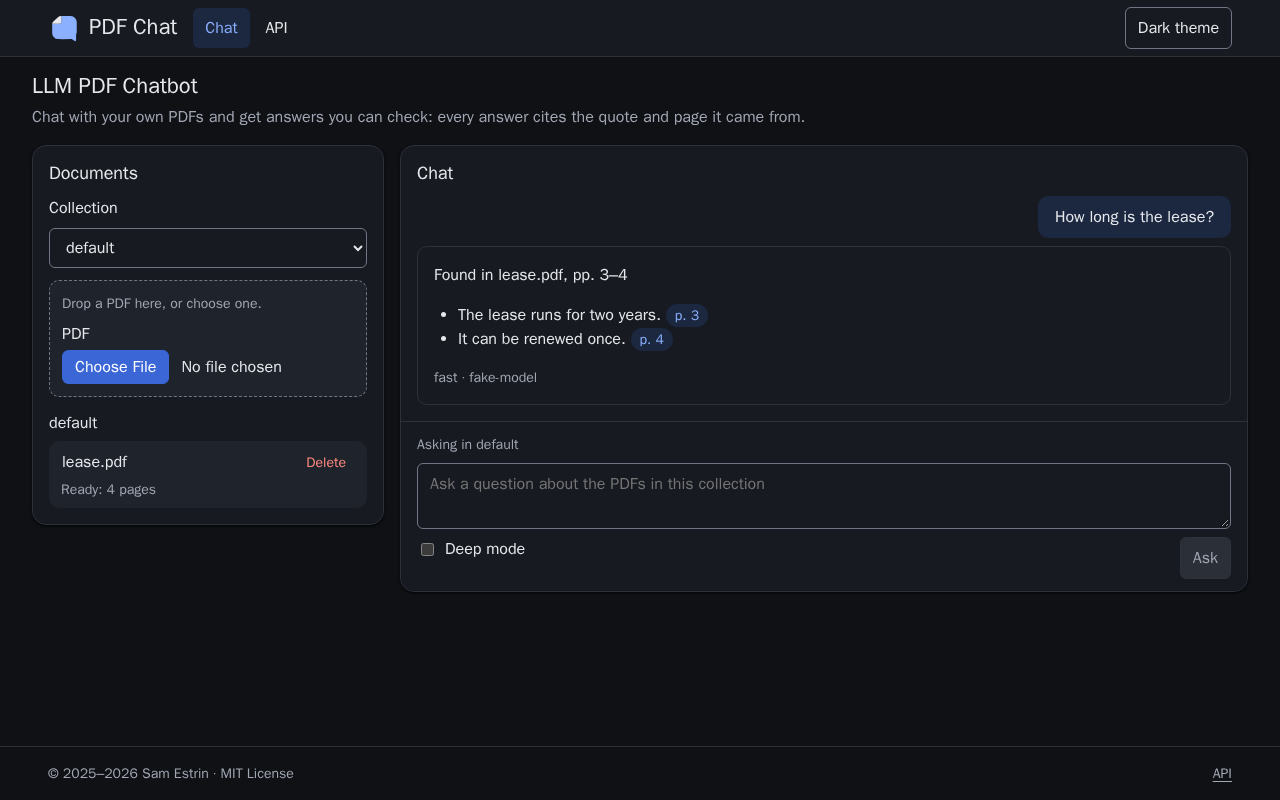 PDF Chat
Chat
API
Dark theme
LLM PDF Chatbot
Chat with your own PDFs and get answers you can check: every answer cites the quote and page it came from.
Documents
Collection
default
Drop a PDF here, or choose one.
PDF
Choose File No file chosen
default
lease.pdf Delete
Ready: 4 pages
Chat
How long is the lease?
Found in lease.pdf, pp. 3–4
• The lease runs for two years. p. 3
• It can be renewed once. p. 4
fast · fake-model
Asking in default
Ask a question about the PDFs in this collection
Deep mode
Ask
© 2025–2026 Sam Estrin · MIT License
API